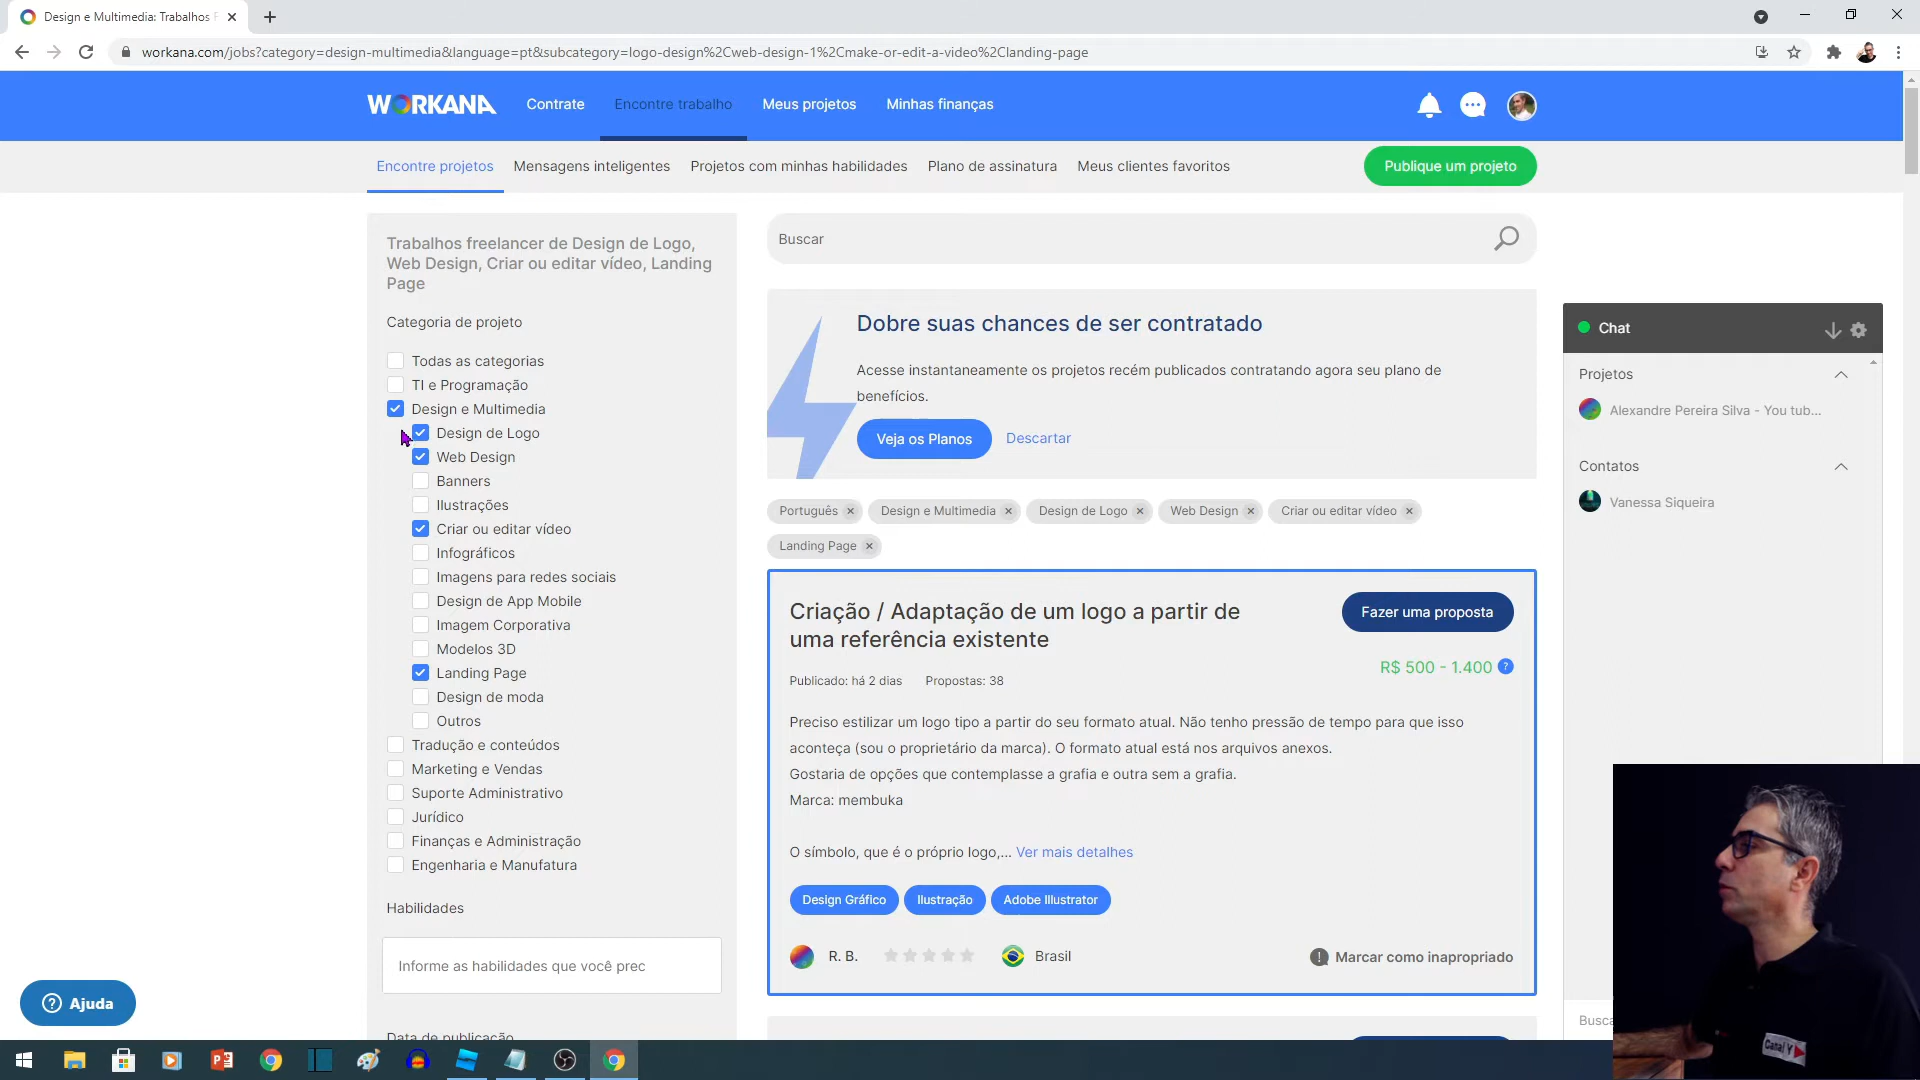 Design e Multimedia: Trabalhos F
workana.com/jobs?category=design-multimedia&language=pt&subcategory=logo-design%2Cweb-design-1%2Cmake-or-edit-a-video%2Clanding-page
WORKANA
Contrate
Encontre trabalho
Meus projetos
Minhas finanças
Encontre projetos
Mensagens inteligentes
Projetos com minhas habilidades
Plano de assinatura
Meus clientes favoritos
Publique um projeto
Trabalhos freelancer de Design de Logo,
Web Design, Criar ou editar vídeo, Landing
Page
Categoria de projeto
Todas as categorias
TI e Programação
Design e Multimedia
Design de Logo
Web Design
Banners
Ilustrações
Criar ou editar vídeo
Infográficos
Imagens para redes sociais
Design de App Mobile
Imagem Corporativa
Modelos 3D
Landing Page
Design de moda
Outros
Tradução e conteúdos
Marketing e Vendas
Suporte Administrativo
Jurídico
Finanças e Administração
Engenharia e Manufatura
Habilidades
Informe as habilidades que você prec
Data de publicação
Ajuda
Buscar
Dobre suas chances de ser contratado
Acesse instantaneamente os projetos recém publicados contratando agora seu plano de
benefícios.
Veja os Planos
Descartar
Português
Design e Multimedia
Design de Logo
Web Design
Criar ou editar vídeo
Landing Page
Criação / Adaptação de um logo a partir de
uma referência existente
Fazer uma proposta
R$ 500 - 1.400
Publicado: há 2 dias
Propostas: 38
Preciso estilizar um logo tipo a partir do seu formato atual. Não tenho pressão de tempo para que isso
aconteça (sou o proprietário da marca). O formato atual está nos arquivos anexos.
Gostaria de opções que contemplasse a grafia e outra sem a grafia.
Marca: membuka
O símbolo, que é o próprio logo,... Ver mais detalhes
Design Gráfico
Ilustração
Adobe Illustrator
R. B.
Brasil
Marcar como inapropriado
Chat
Projetos
Alexandre Pereira Silva - You tub...
Contatos
Vanessa Siqueira
Busca
Canal Y